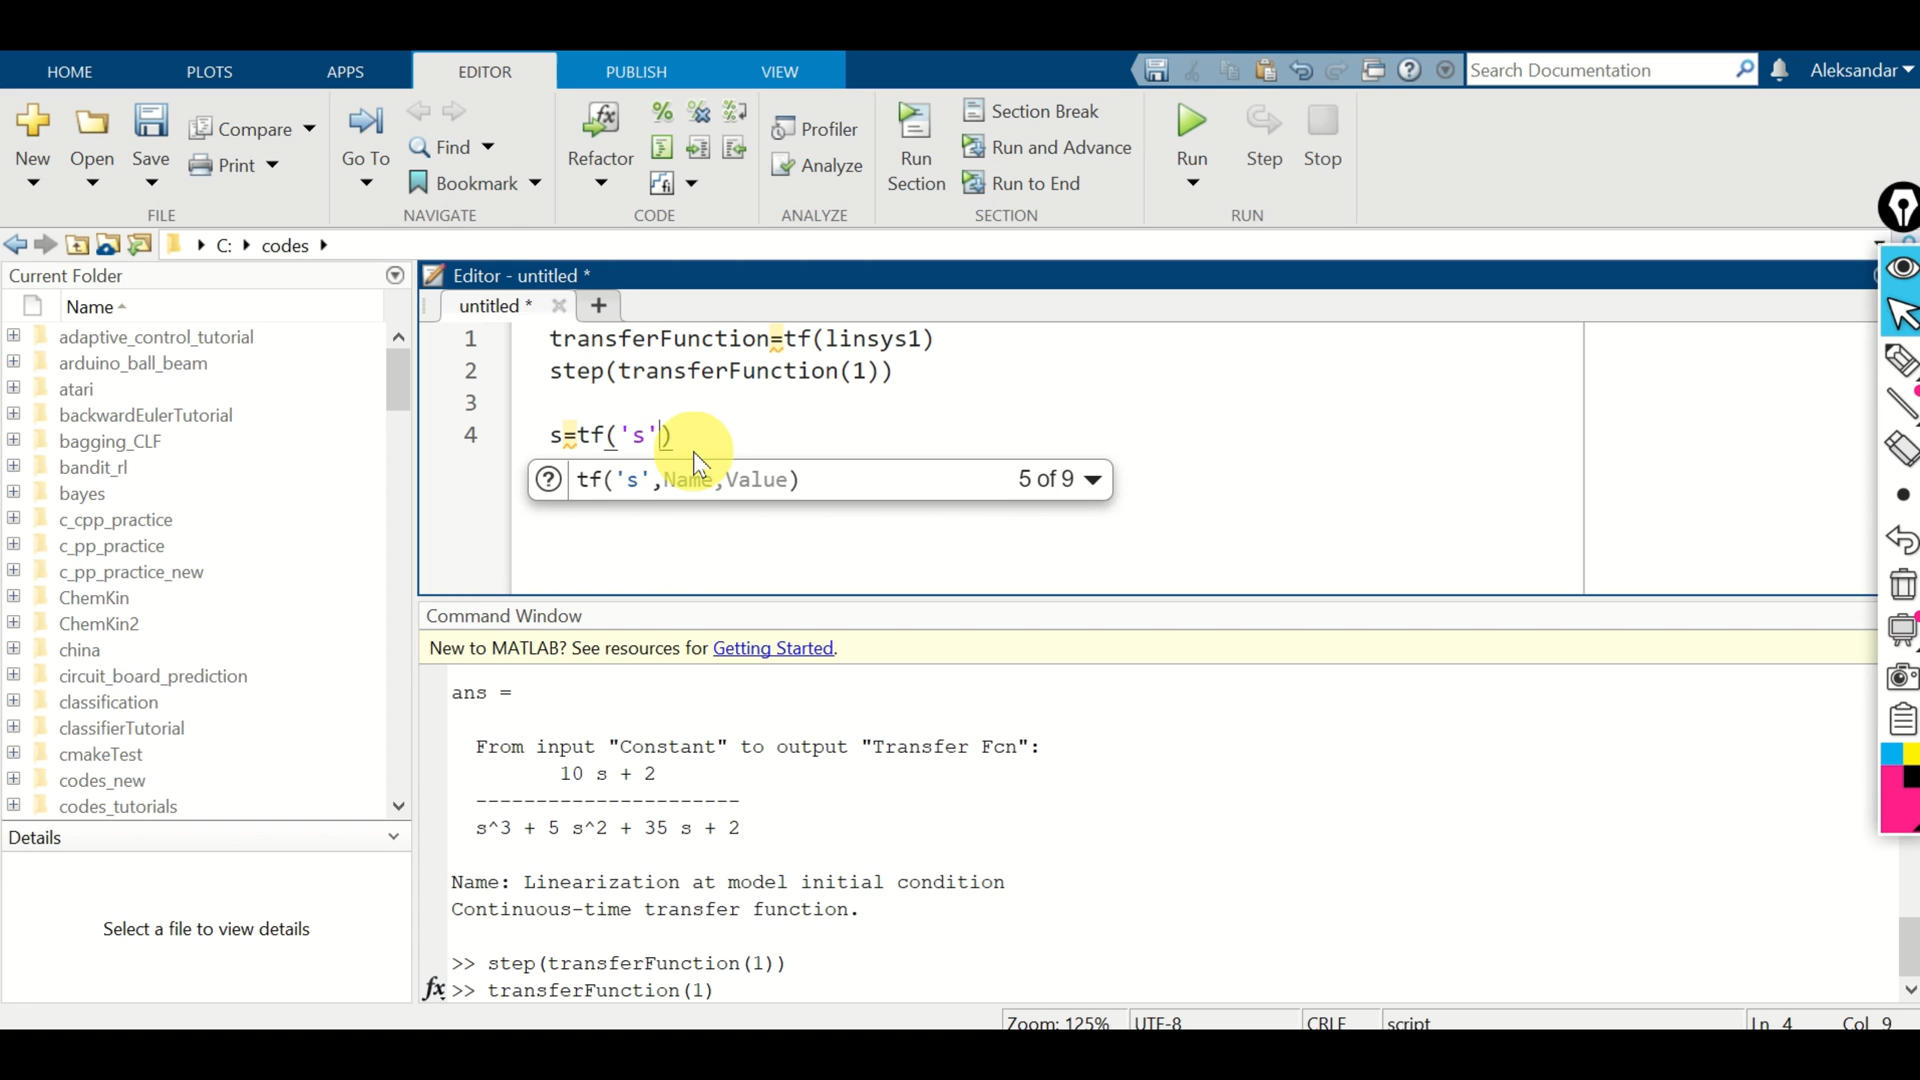 HOME PLOTS APPS EDITOR PUBLISH VIEW Search Documentation Aleksandar
New Open Save Compare Print Go To Find Bookmark Refactor Profiler Analyze Run Section Section Break Run and Advance Run to End Run Step Stop
FILE NAVIGATE CODE ANALYZE SECTION RUN
C: codes
Current Folder
Name
adaptive_control_tutorial
arduino_ball_beam
atari
backwardEulerTutorial
bagging_CLF
bandit_rl
bayes
c_cpp_practice
c_pp_practice
c_pp_practice_new
ChemKin
ChemKin2
china
circuit_board_prediction
classification
classifierTutorial
cmakeTest
codes_new
codes_tutorials
Details
Select a file to view details
Editor - untitled *
untitled *
1 transferFunction=tf(linsys1)
2 step(transferFunction(1))
3
4 s=tf('s')
tf('s',Name,Value) 5 of 9
Command Window
New to MATLAB? See resources for Getting Started.
ans =
From input "Constant" to output "Transfer Fcn":
10 s + 2
----------------------
s^3 + 5 s^2 + 35 s + 2
Name: Linearization at model initial condition
Continuous-time transfer function.
>> step(transferFunction(1))
fx >> transferFunction(1)
Zoom: 125% UTF-8 CRLF script Ln 4 Col 9